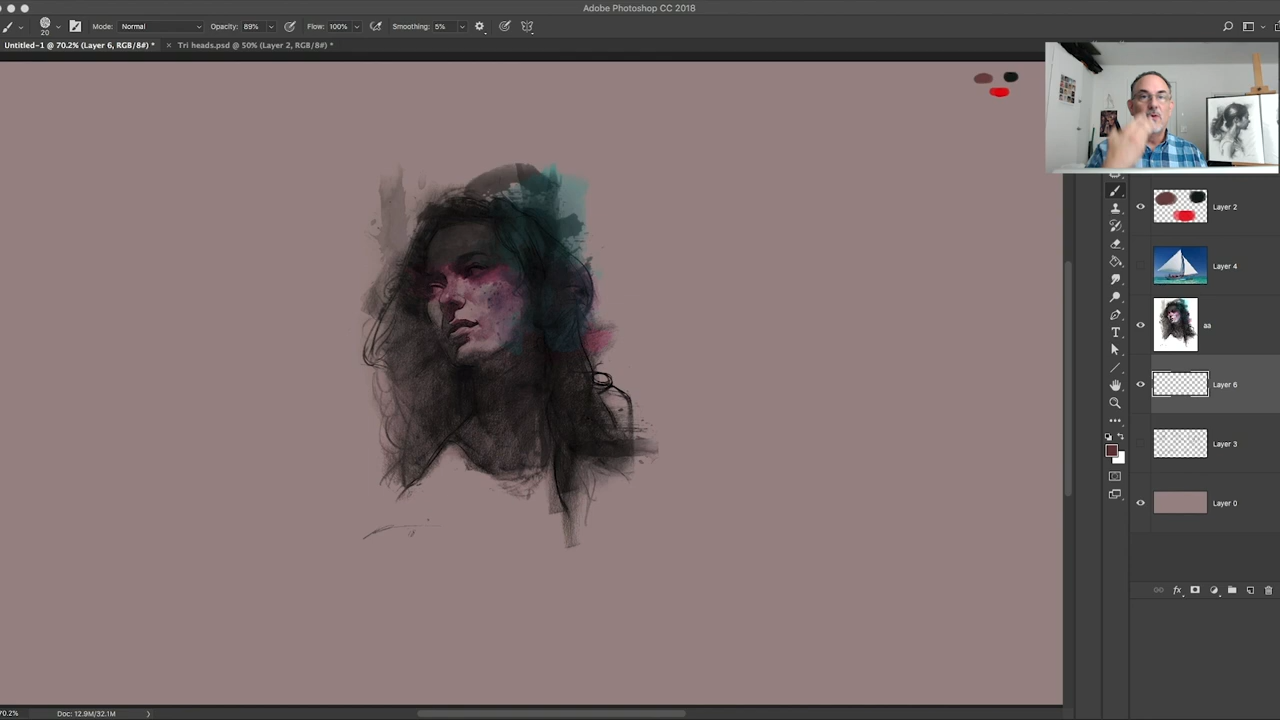 Adobe Photoshop CC 2018
20
Mode: Normal
Opacity: 89%
Flow: 100%
Smoothing: 5%
Untitled-1 @ 70.2% (Layer 6, RGB/8#) *
Tri heads.psd @ 50% (Layer 2, RGB/8#) *
Layer 2
Layer 4
aa
Layer 6
Layer 3
Layer 0
fx
70.2%
Doc: 12.9M/32.1M